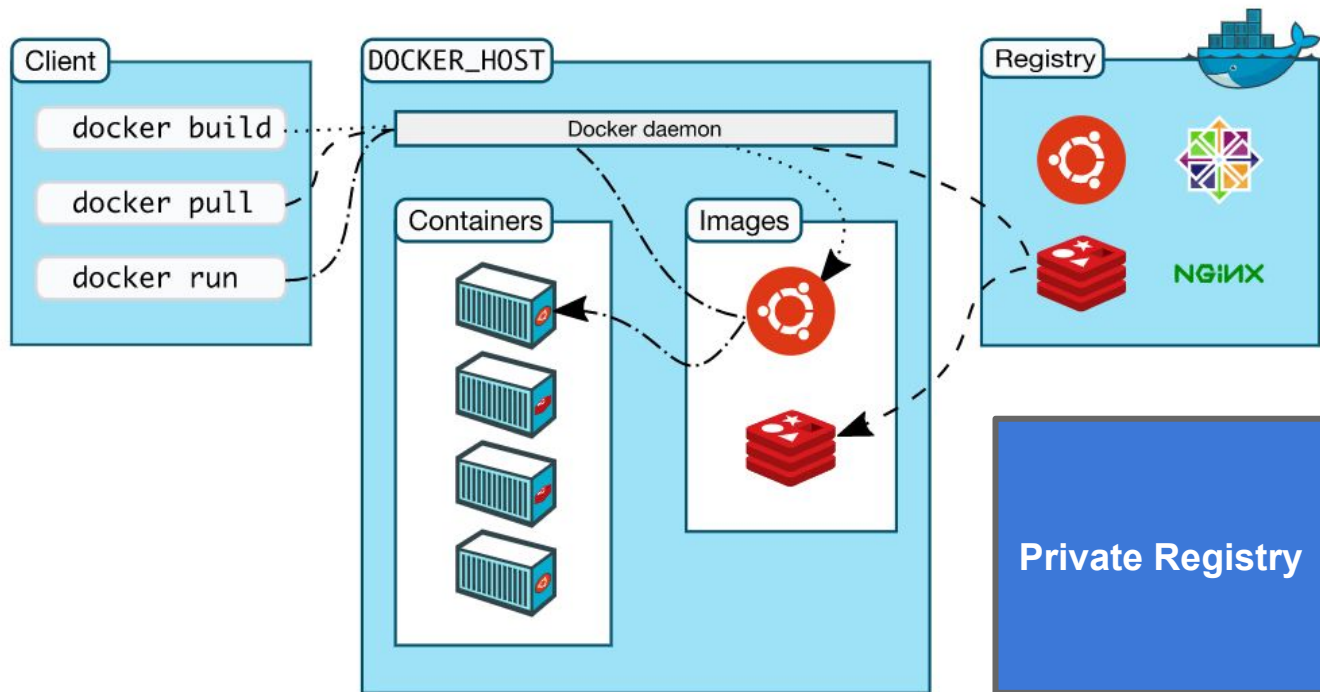 Client
docker build
docker pull
docker run
DOCKER_HOST
Docker daemon
Containers
Images
Registry
NGINX
Private Registry